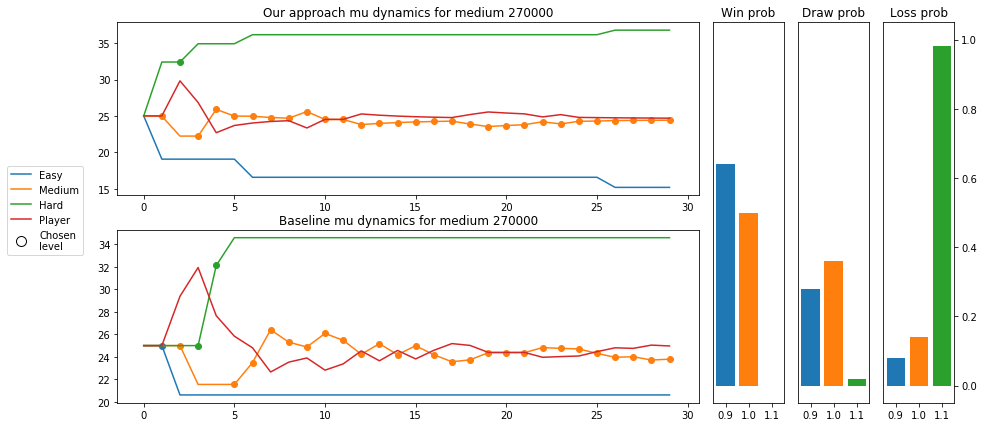 Our approach mu dynamics for medium 270000
Win prob
Draw prob
Loss prob
35
30
25
20
15
0
5
10
15
20
25
30
Easy
Medium
Hard
Player
Chosen
level
Baseline mu dynamics for medium 270000
34
32
30
28
26
24
22
20
0
5
10
15
20
25
30
0.9 1.0 1.1
0.9 1.0 1.1
0.9 1.0 1.1
1.0
0.8
0.6
0.4
0.2
0.0